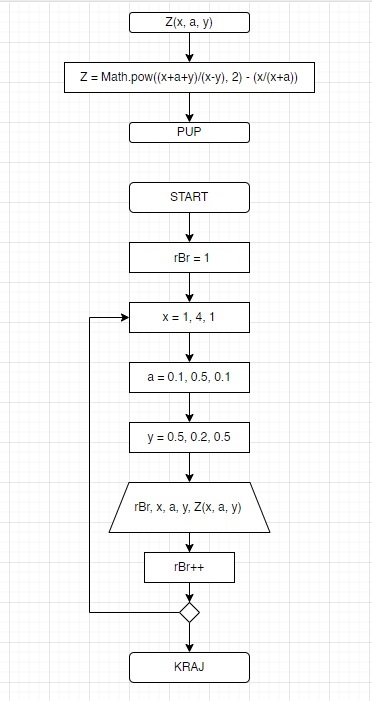 Z(x, a, y)
Z = Math.pow((x+a+y)/(x-y), 2) - (x/(x+a))
PUP
START
rBr = 1
x = 1, 4, 1
a = 0.1, 0.5, 0.1
y = 0.5, 0.2, 0.5
rBr, x, a, y, Z(x, a, y)
rBr++
KRAJ